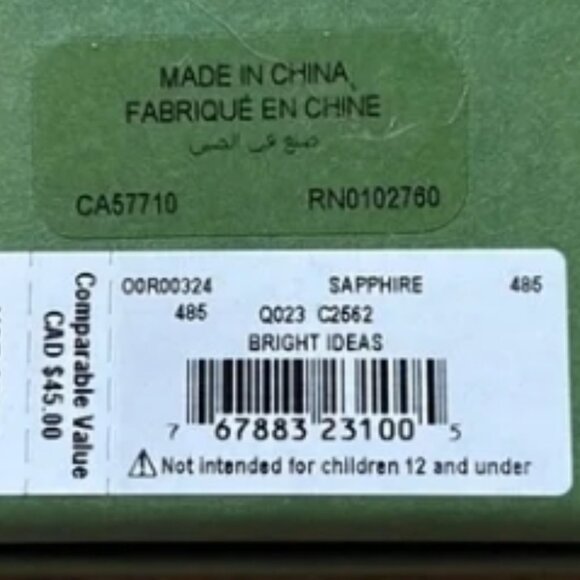 MADE IN CHINA
FABRIQUÉ EN CHINE
صنع في الصين
CA57710 RN0102760
O0R00324 SAPPHIRE 485
485 Q023 C2562
BRIGHT IDEAS
7 67883 23100 5
⚠ Not intended for children 12 and under
Comparable Value
CAD $45.00